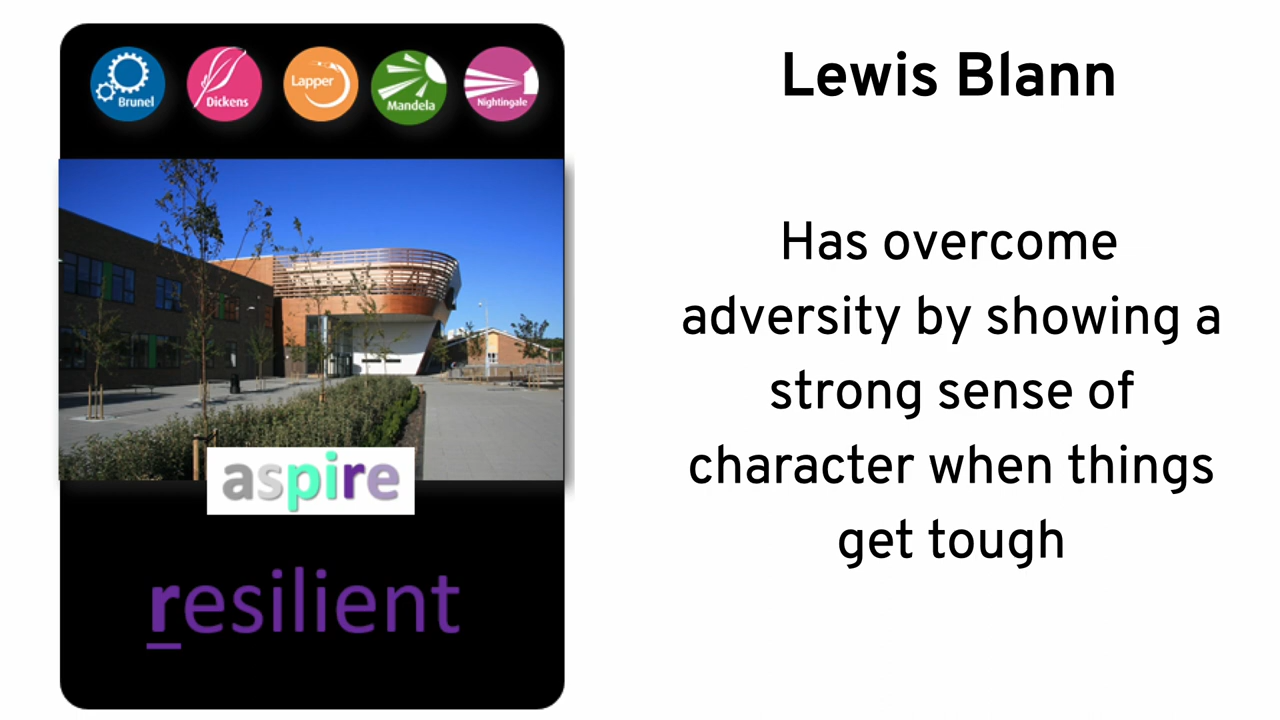 Brunel
Dickens
Lapper
Mandela
Nightingale
aspire
resilient
Lewis Blann
Has overcome
adversity by showing a
strong sense of
character when things
get tough